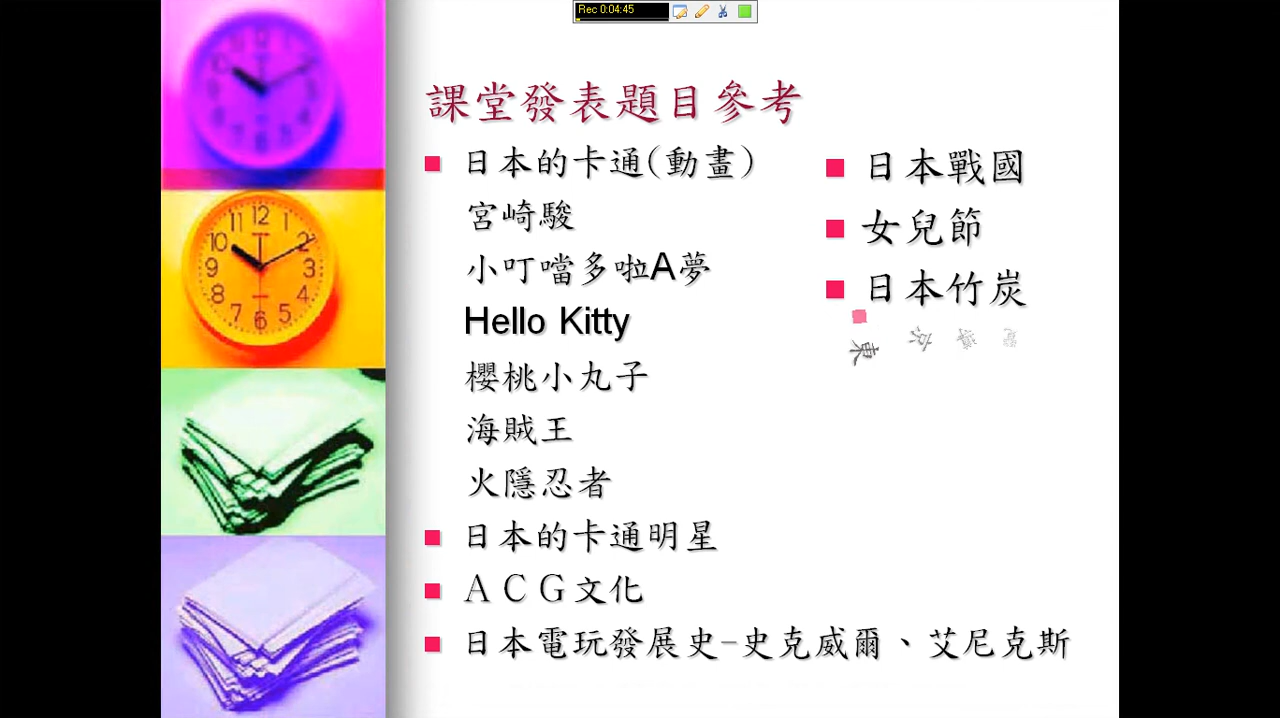 Rec 0:04:45
課堂發表題目參考
日本的卡通(動畫)
宮崎駿
小叮噹多啦A夢
Hello Kitty
櫻桃小丸子
海賊王
火隱忍者
日本的卡通明星
ＡＣＧ文化
日本電玩發展史-史克威爾、艾尼克斯
日本戰國
女兒節
日本竹炭
東京